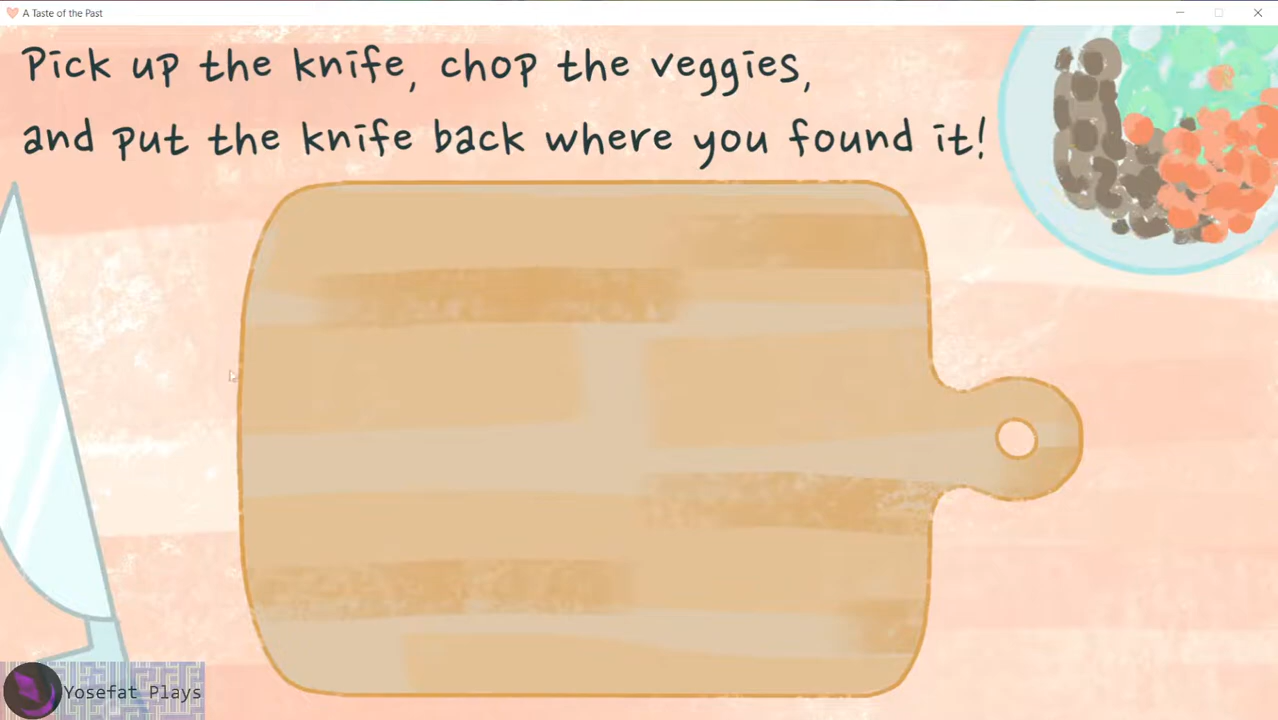 A Taste of the Past
Pick up the knife, chop the veggies,
and put the knife back where you found it!
Yosefat Plays